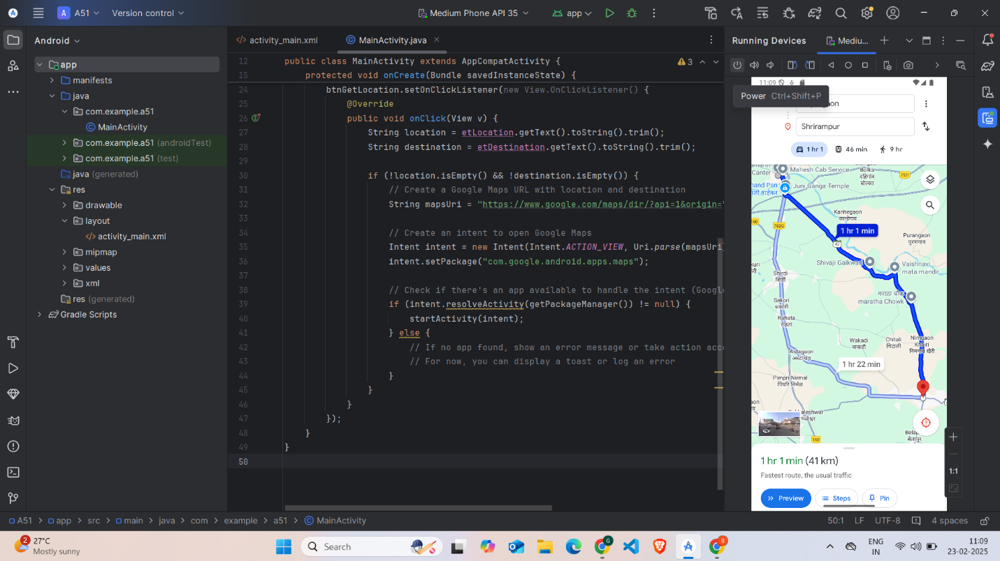 A A51 Version control
Medium Phone API 35
app
Android
app
manifests
java
com.example.a51
MainActivity
com.example.a51 (androidTest)
com.example.a51 (test)
java (generated)
res
drawable
layout
activity_main.xml
mipmap
values
xml
res (generated)
Gradle Scripts
activity_main.xml
MainActivity.java
3
12 public class MainActivity extends AppCompatActivity {
15 protected void onCreate(Bundle savedInstanceState) {
24 btnGetLocation.setOnClickListener(new View.OnClickListener() {
25 @Override
26 public void onClick(View v) {
27 String location = etLocation.getText().toString().trim();
28 String destination = etDestination.getText().toString().trim();
29
30 if (!location.isEmpty() && !destination.isEmpty()) {
31 // Create a Google Maps URL with location and destination
32 String mapsUri = "https://www.google.com/maps/dir/?api=1&origin="
33
34 // Create an intent to open Google Maps
35 Intent intent = new Intent(Intent.ACTION_VIEW, Uri.parse(mapsUri
36 intent.setPackage("com.google.android.apps.maps");
37
38 // Check if there's an app available to handle the intent (Googl
39 if (intent.resolveActivity(getPackageManager()) != null) {
40 startActivity(intent);
41 } else {
42 // If no app found, show an error message or take action acc
43 // For now, you can display a toast or log an error
44 }
45 }
46 }
47 });
48 }
49 }
50
Running Devices
Mediu...
11:09
Power Ctrl+Shift+P
Shrirampur
1 hr 1
46 min
9 hr
Canter
Mahesh Cab Service
Bolka
दहिगांव
बोल्का
752I
Juni Ganga Temple
160
752G
Kanhegaon
कान्हेगाव
1 hr 1 min
47
Purangaon
पुरणगाव
Shivaji Gaikwa
Vaishnavi
mata mandir
Shirdi
शिर्डी
मराठा चौक
maratha Chowk
Sakori
साकोरी
Rahata
राहता
Wakadi
वाकडी
Chitali
चिटाली
Nimgaon
Khairi
निमगाव खैरी
Astagaon
अस्तगाव
1 hr 22 min
Pimpri Nirmal
पिंपरि निर्मळ
160
Belap
बेलापुर
1 hr 1 min (41 km)
Fastest route, the usual traffic
Preview
Steps
Pin
1:1
A51 > app > src > main > java > com > example > a51 > MainActivity
50:1 LF UTF-8 4 spaces
2
27°C
Mostly sunny
Search
G
9
ENG
IN
11:09
23-02-2025